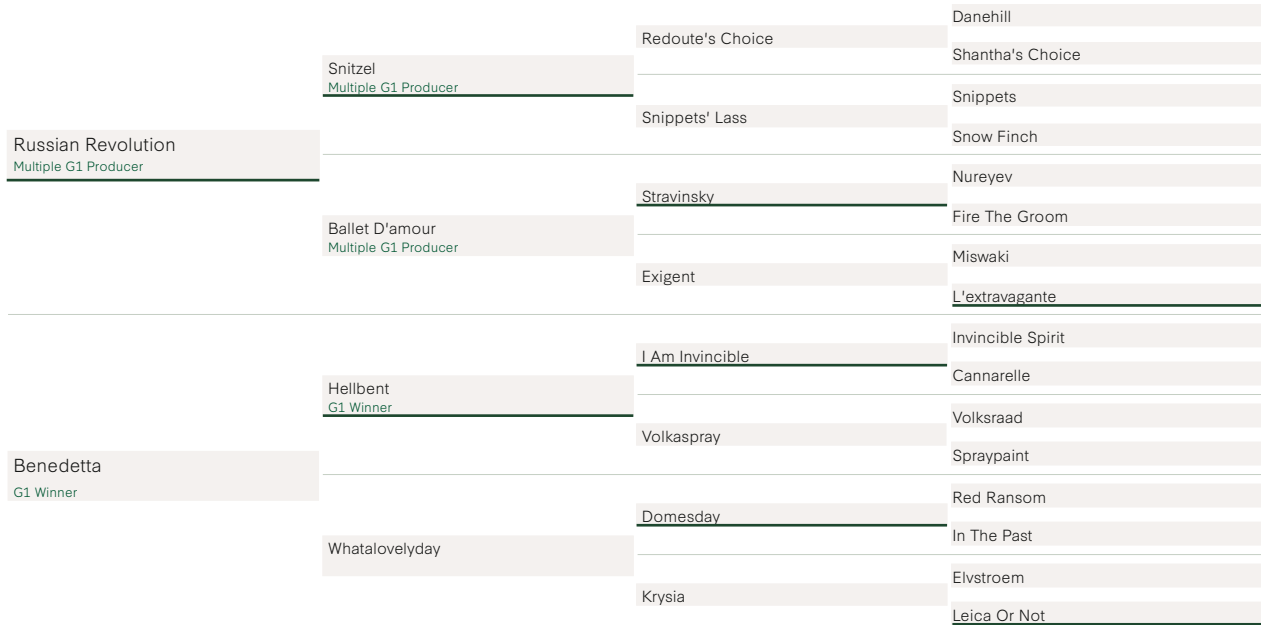 Russian Revolution
Multiple G1 Producer
Benedetta
G1 Winner
Snitzel
Multiple G1 Producer
Ballet D'amour
Multiple G1 Producer
Hellbent
G1 Winner
Whatalovelyday
Redoute's Choice
Snippets' Lass
Stravinsky
Exigent
I Am Invincible
Volkaspray
Domesday
Krysia
Danehill
Shantha's Choice
Snippets
Snow Finch
Nureyev
Fire The Groom
Miswaki
L'extravagante
Invincible Spirit
Cannarelle
Volksraad
Spraypaint
Red Ransom
In The Past
Elvstroem
Leica Or Not